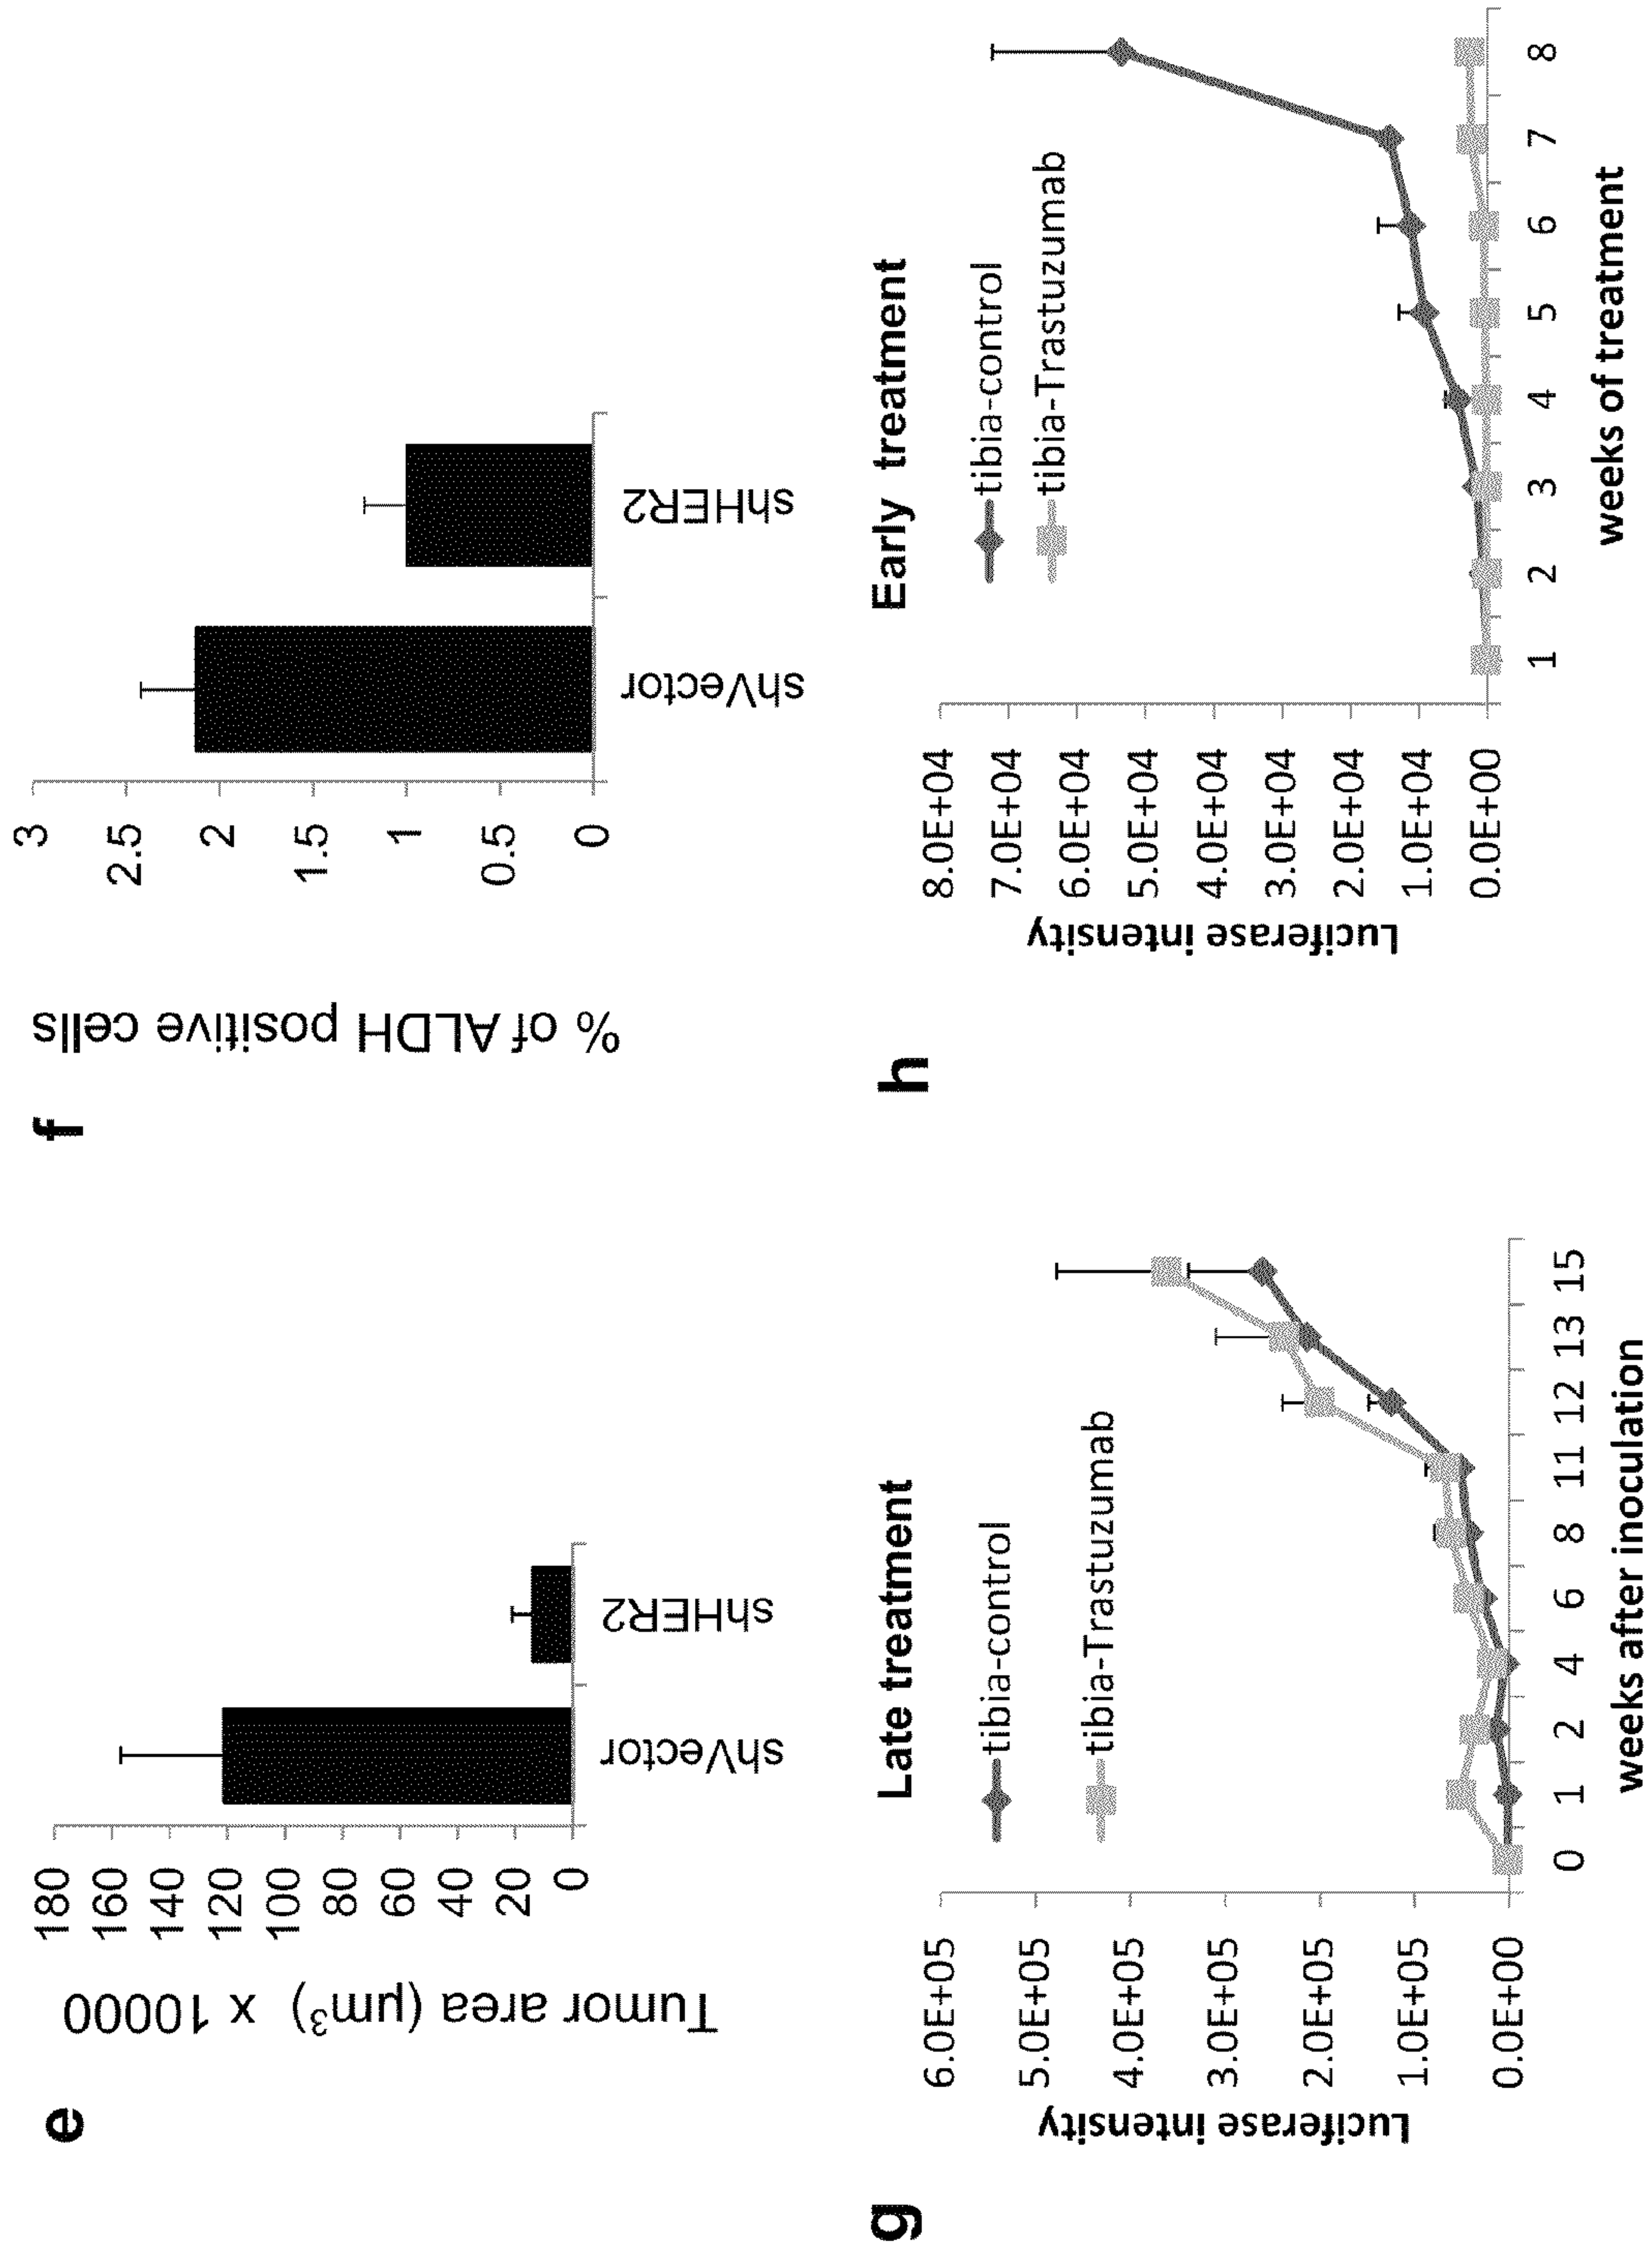 e
Tumor area (µm³) x 10000
180
160
140
120
100
80
60
40
20
0
shVector
shHER2
f
% of ALDH positive cells
3
2.5
2
1.5
1
0.5
0
shVector
shHER2
g
Late treatment
Luciferase intensity
6.0E+05
5.0E+05
4.0E+05
3.0E+05
2.0E+05
1.0E+05
0.0E+00
tibia-control
tibia-Trastuzumab
0 1 2 4 6 8 11 12 13 15
weeks after inoculation
h
Early treatment
Luciferase intensity
8.0E+04
7.0E+04
6.0E+04
5.0E+04
4.0E+04
3.0E+04
2.0E+04
1.0E+04
0.0E+00
tibia-control
tibia-Trastuzumab
1 2 3 4 5 6 7 8
weeks of treatment